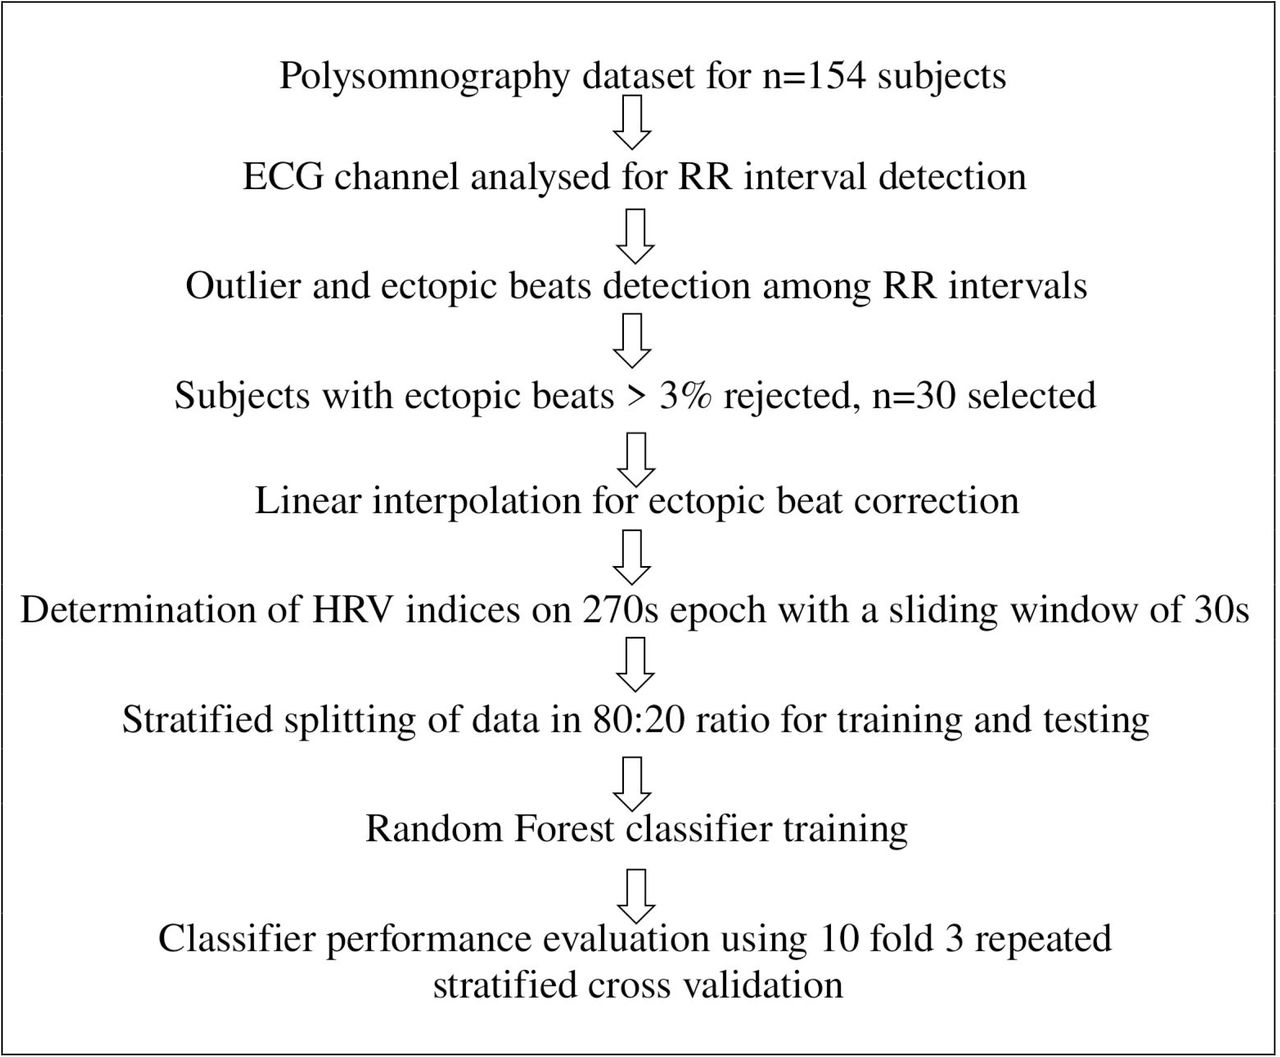 Polysomnography dataset for n=154 subjects
ECG channel analysed for RR interval detection
Outlier and ectopic beats detection among RR intervals
Subjects with ectopic beats > 3% rejected, n=30 selected
Linear interpolation for ectopic beat correction
Determination of HRV indices on 270s epoch with a sliding window of 30s
Stratified splitting of data in 80:20 ratio for training and testing
Random Forest classifier training
Classifier performance evaluation using 10 fold 3 repeated
stratified cross validation